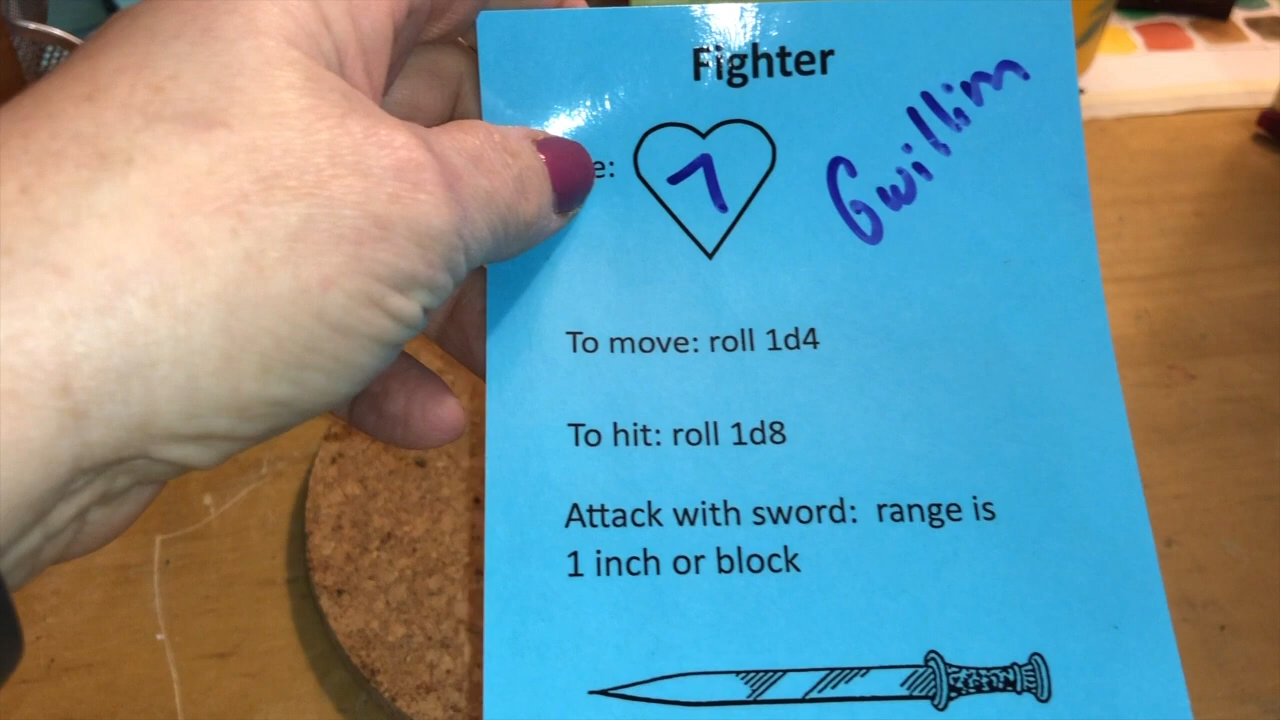 Fighter
Gwillim
e: 7
To move: roll 1d4
To hit: roll 1d8
Attack with sword: range is
1 inch or block